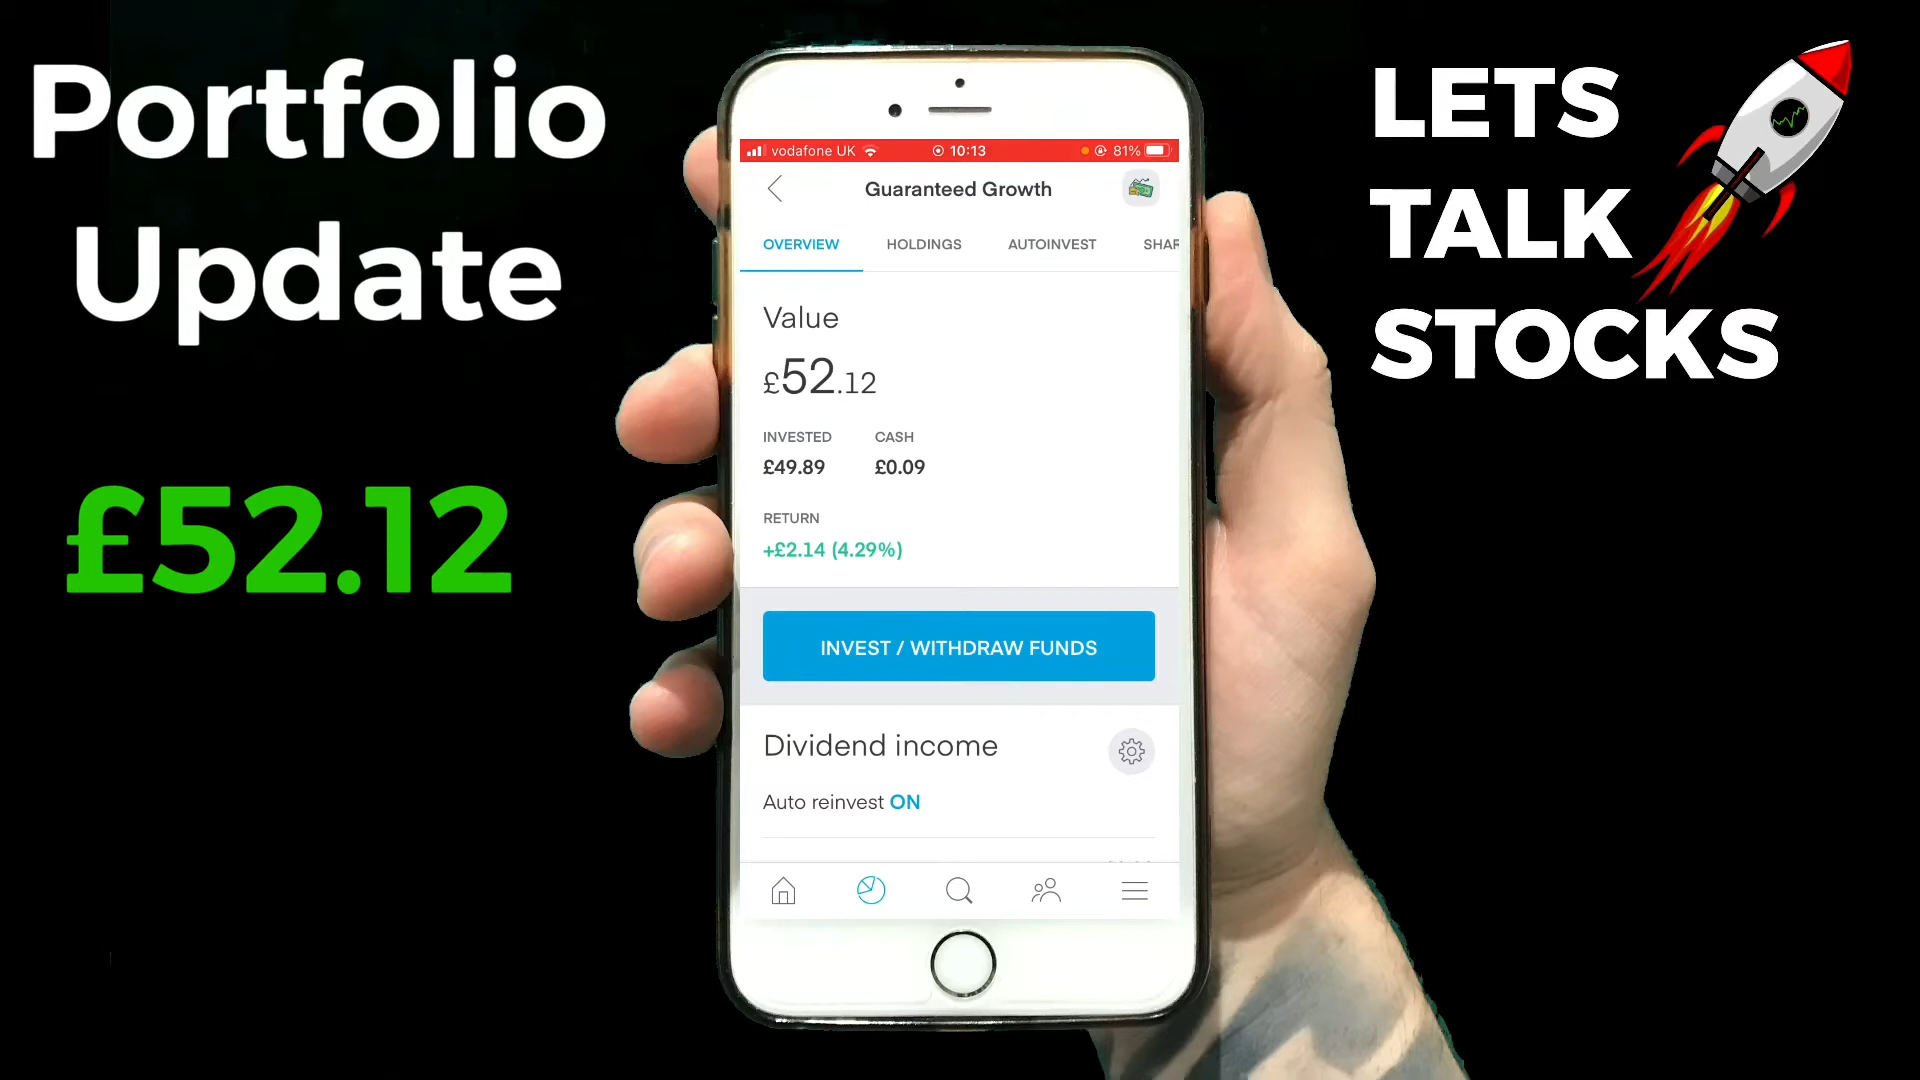 Portfolio
Update
£52.12
vodafone UK 10:13 81%
Guaranteed Growth
OVERVIEW HOLDINGS AUTOINVEST SHAR
Value
£52.12
INVESTED CASH
£49.89 £0.09
RETURN
+£2.14 (4.29%)
INVEST / WITHDRAW FUNDS
Dividend income
Auto reinvest ON
LETS
TALK
STOCKS